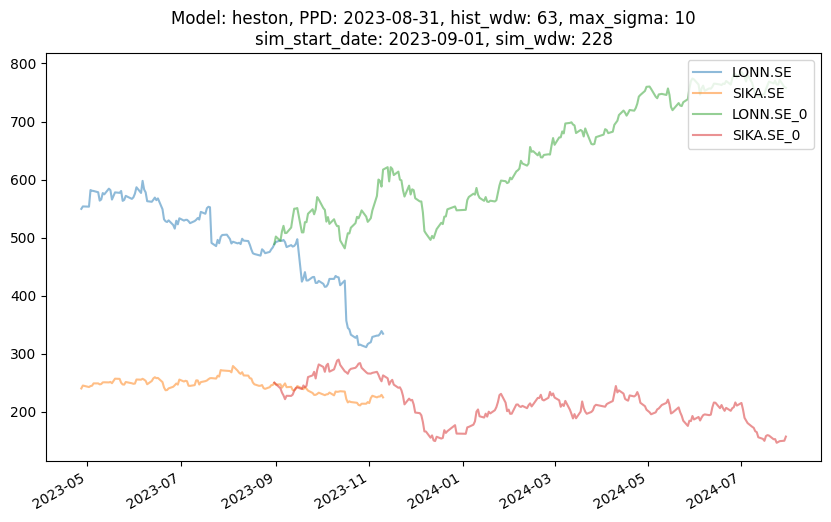 Model: heston, PPD: 2023-08-31, hist_wdw: 63, max_sigma: 10
sim_start_date: 2023-09-01, sim_wdw: 228
800
700
600
500
400
300
200
LONN.SE
SIKA.SE
LONN.SE_0
SIKA.SE_0
2023-05
2023-07
2023-09
2023-11
2024-01
2024-03
2024-05
2024-07